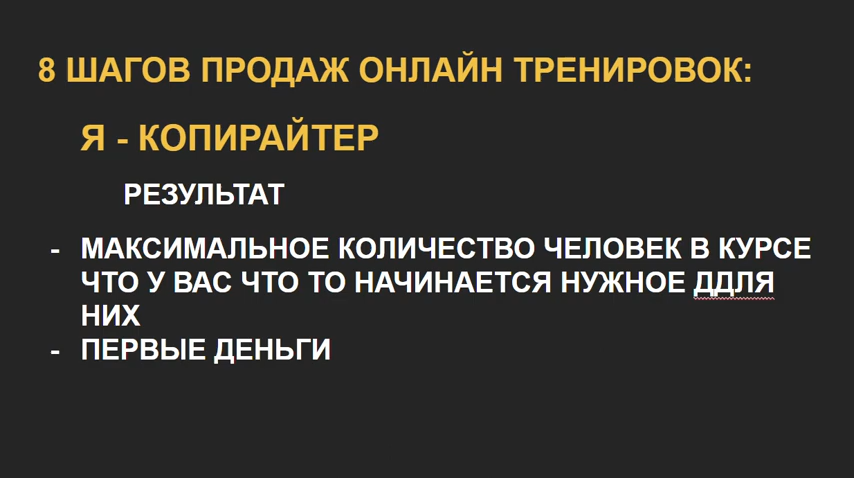 8 ШАГОВ ПРОДАЖ ОНЛАЙН ТРЕНИРОВОК:
Я - КОПИРАЙТЕР
РЕЗУЛЬТАТ
- МАКСИМАЛЬНОЕ КОЛИЧЕСТВО ЧЕЛОВЕК В КУРСЕ
ЧТО У ВАС ЧТО ТО НАЧИНАЕТСЯ НУЖНОЕ ДДЛЯ
НИХ
- ПЕРВЫЕ ДЕНЬГИ